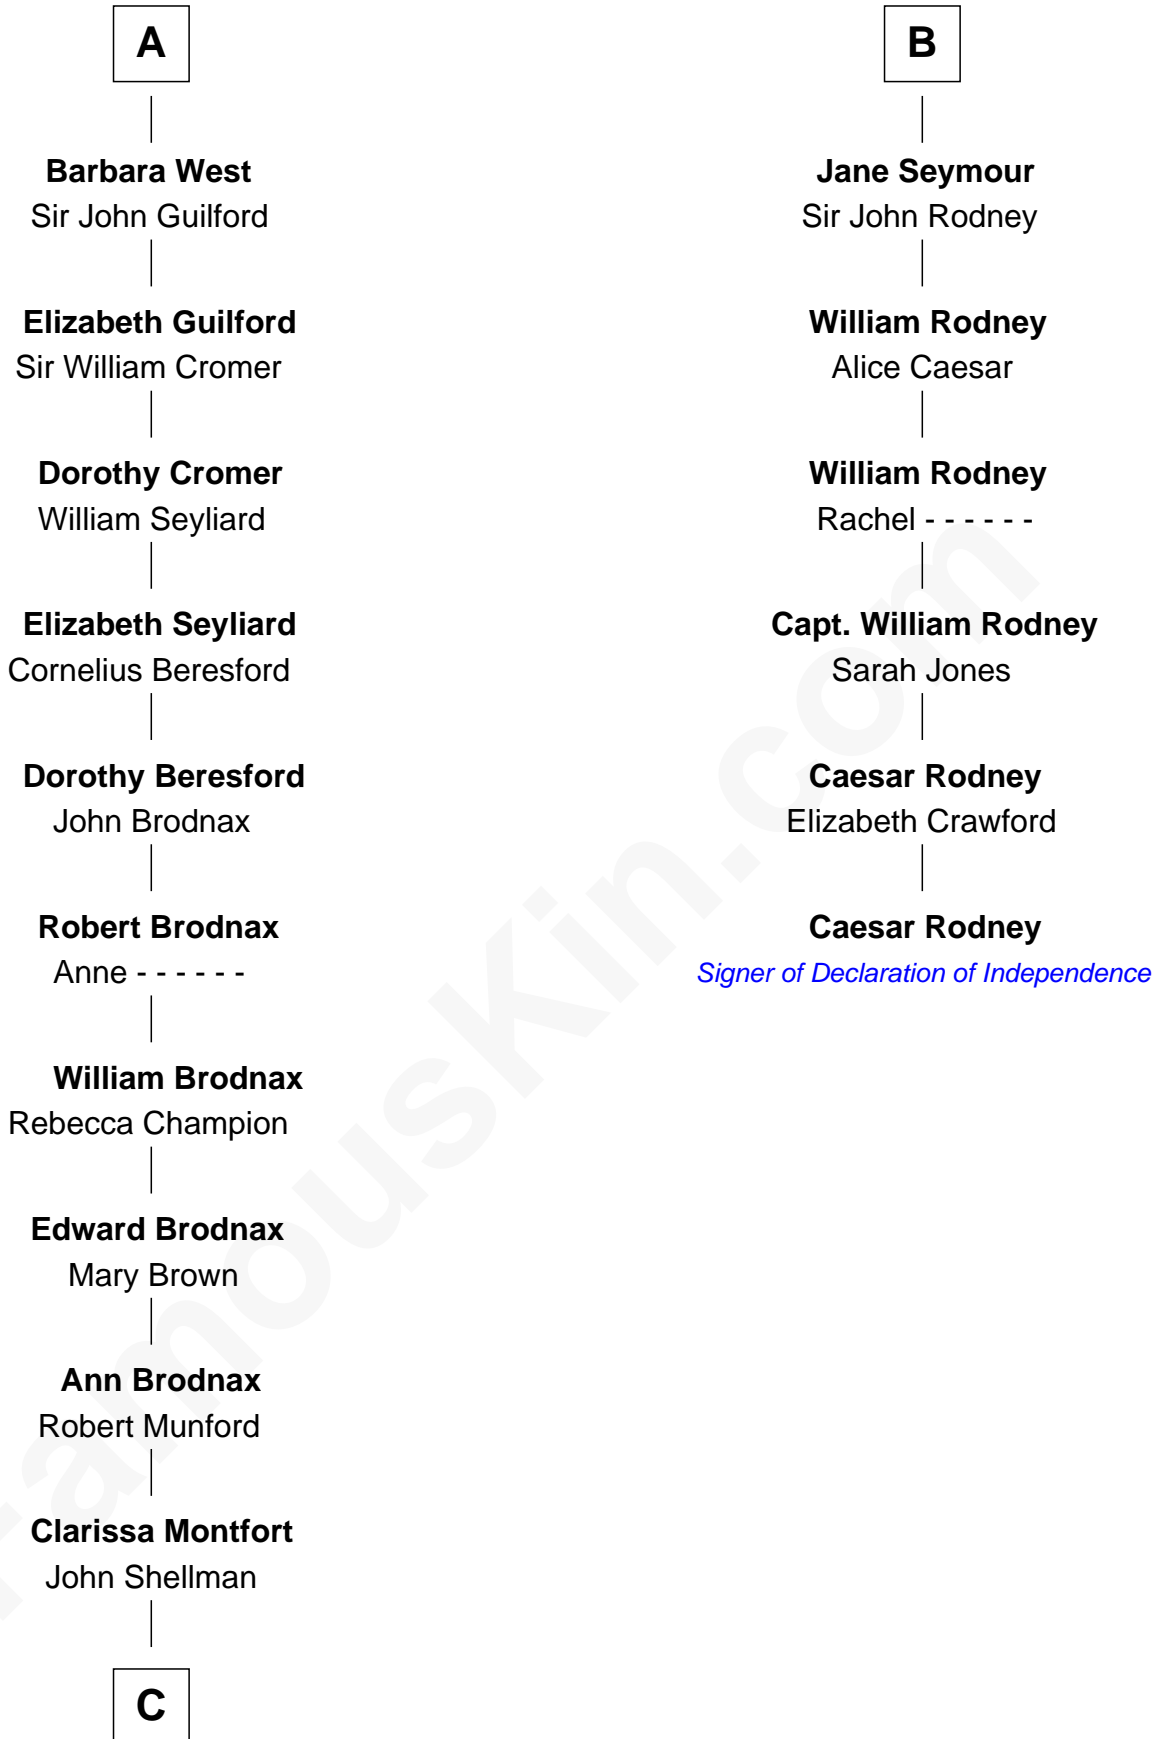 A
Barbara West
Sir John Guilford
Elizabeth Guilford
Sir William Cromer
Dorothy Cromer
William Seyliard
Elizabeth Seyliard
Cornelius Beresford
Dorothy Beresford
John Brodnax
Robert Brodnax
Anne - - - - - -
William Brodnax
Rebecca Champion
Edward Brodnax
Mary Brown
Ann Brodnax
Robert Munford
Clarissa Montfort
John Shellman
C
B
Jane Seymour
Sir John Rodney
William Rodney
Alice Caesar
William Rodney
Rachel - - - - - -
Capt. William Rodney
Sarah Jones
Caesar Rodney
Elizabeth Crawford
Caesar Rodney
Signer of Declaration of Independence
FamousKin.com